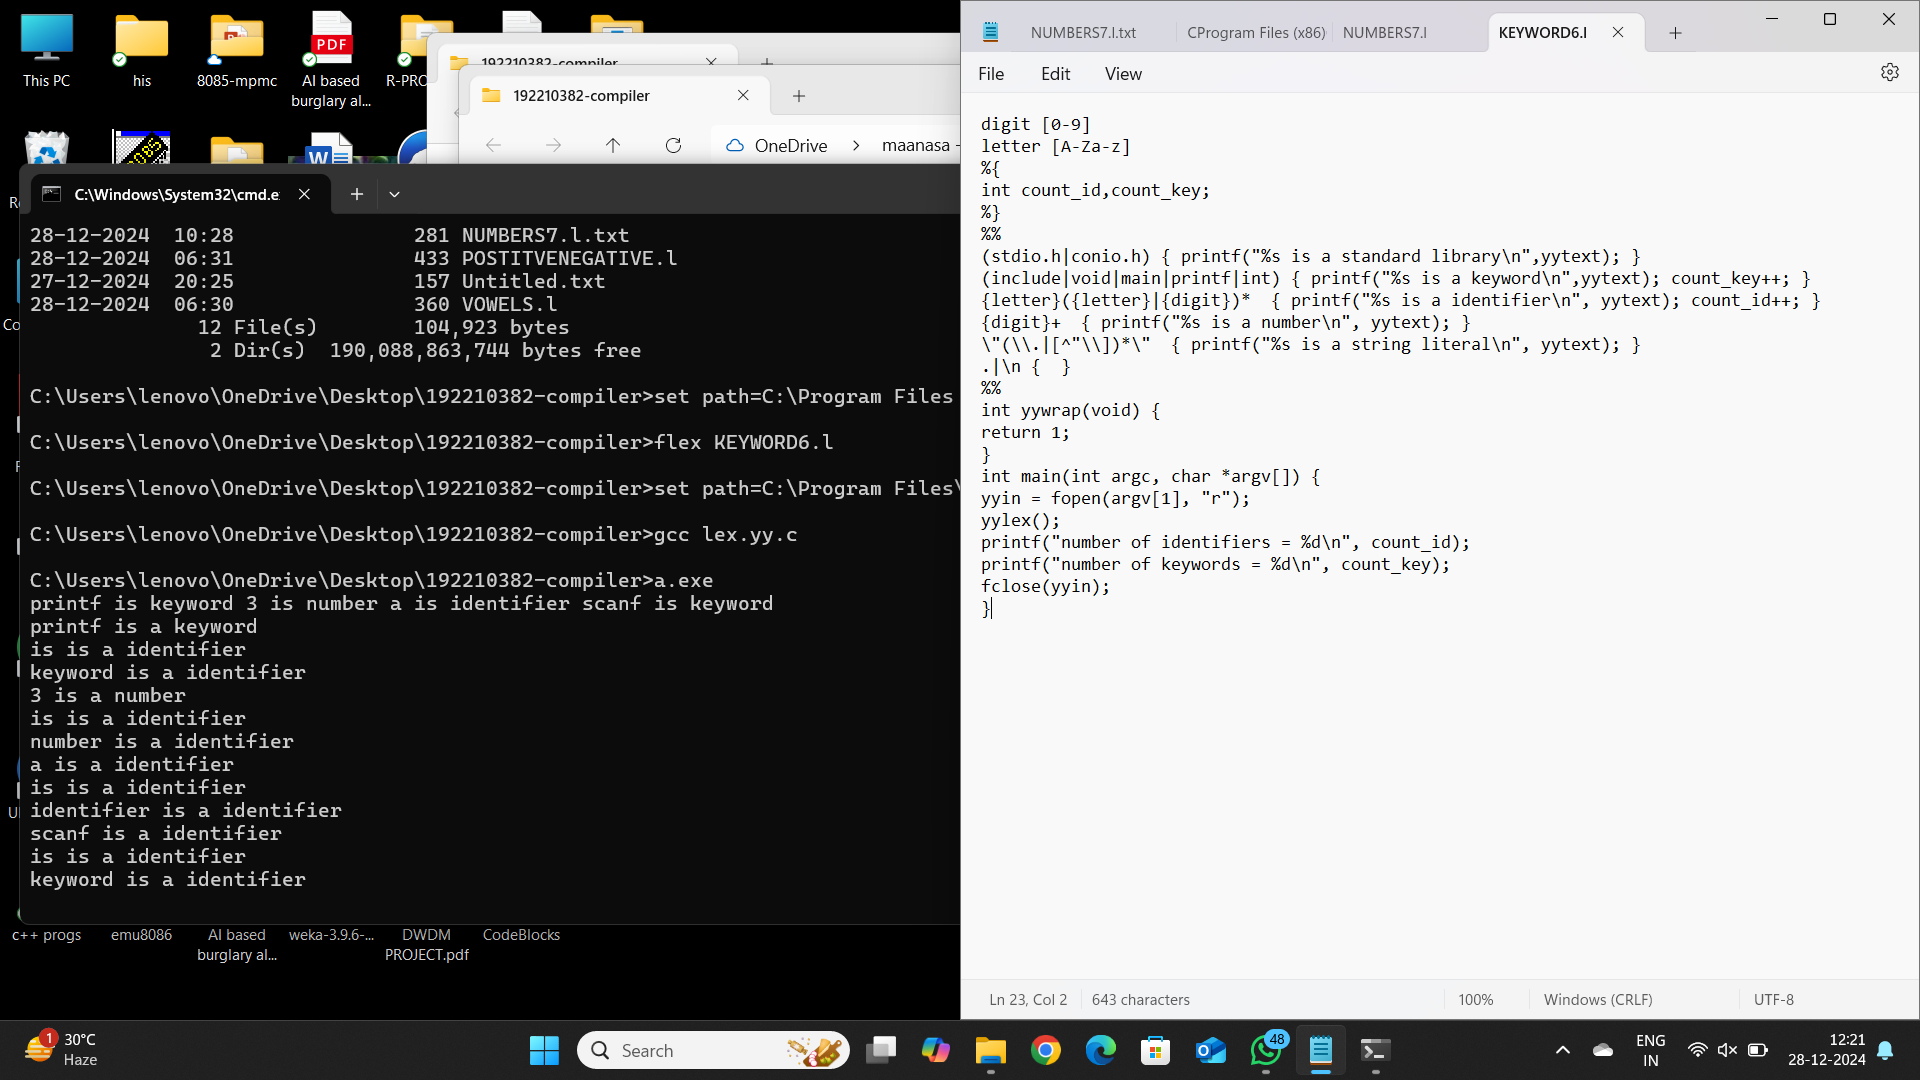 This PC
his
8085-mpmc
AI based
burglary al...
R-PRO
192210382-compiler
192210382-compiler
OneDrive > maanasa -
C:\Windows\System32\cmd.e
28-12-2024  10:28               281 NUMBERS7.l.txt
28-12-2024  06:31               433 POSTITVENEGATIVE.l
27-12-2024  20:25               157 Untitled.txt
28-12-2024  06:30               360 VOWELS.l
12 File(s)        104,923 bytes
2 Dir(s)  190,088,863,744 bytes free
C:\Users\lenovo\OneDrive\Desktop\192210382-compiler>set path=C:\Program Files
C:\Users\lenovo\OneDrive\Desktop\192210382-compiler>flex KEYWORD6.l
C:\Users\lenovo\OneDrive\Desktop\192210382-compiler>set path=C:\Program Files\
C:\Users\lenovo\OneDrive\Desktop\192210382-compiler>gcc lex.yy.c
C:\Users\lenovo\OneDrive\Desktop\192210382-compiler>a.exe
printf is keyword 3 is number a is identifier scanf is keyword
printf is a keyword
is is a identifier
keyword is a identifier
3 is a number
is is a identifier
number is a identifier
a is a identifier
is is a identifier
identifier is a identifier
scanf is a identifier
is is a identifier
keyword is a identifier
c++ progs
emu8086
AI based
burglary al...
weka-3.9.6-...
DWDM
PROJECT.pdf
CodeBlocks
NUMBERS7.l.txt
CProgram Files (x86)
NUMBERS7.l
KEYWORD6.l
File Edit View
digit [0-9]
letter [A-Za-z]
%{
int count_id,count_key;
%}
%%
(stdio.h|conio.h) { printf("%s is a standard library\n",yytext); }
(include|void|main|printf|int) { printf("%s is a keyword\n",yytext); count_key++; }
{letter}({letter}|{digit})*  { printf("%s is a identifier\n", yytext); count_id++; }
{digit}+  { printf("%s is a number\n", yytext); }
\"(\\.|[^"\\])*\"  { printf("%s is a string literal\n", yytext); }
.|\n {  }
%%
int yywrap(void) {
return 1;
}
int main(int argc, char *argv[]) {
yyin = fopen(argv[1], "r");
yylex();
printf("number of identifiers = %d\n", count_id);
printf("number of keywords = %d\n", count_key);
fclose(yyin);
}
Ln 23, Col 2
643 characters
100%
Windows (CRLF)
UTF-8
1
30°C
Haze
Search
48
ENG
IN
12:21
28-12-2024